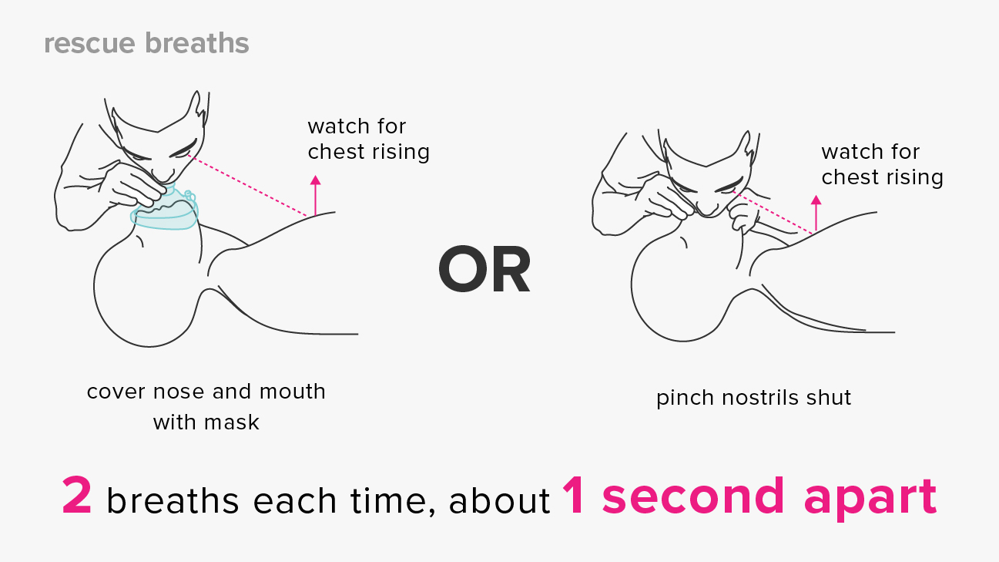 rescue breaths
watch for
chest rising
watch for
chest rising
OR
cover nose and mouth
with mask
pinch nostrils shut
2 breaths each time, about 1 second apart